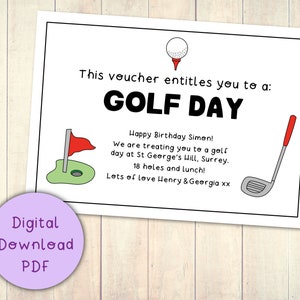 This voucher entitles you to a:
GOLF DAY
Happy Birthday Simon!
We are treating you to a golf
day at St George's Hill, Surrey.
18 holes and lunch!
Lots of love Henry & Georgia xx
Digital
Download
PDF